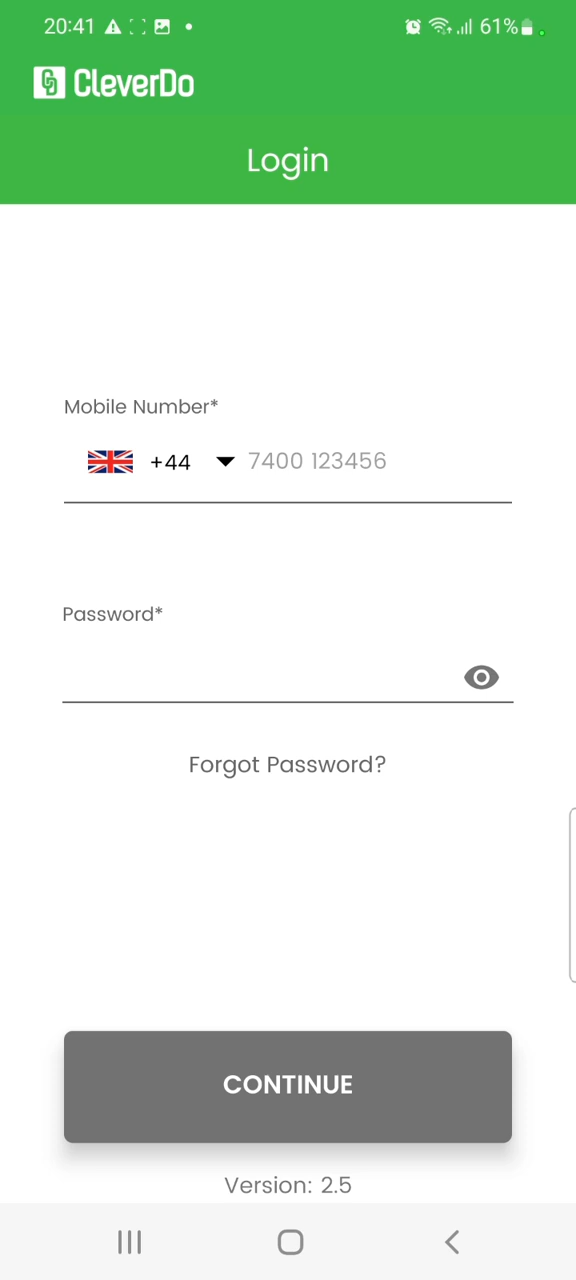 20:41 61%
CleverDo
Login
Mobile Number*
+44 7400 123456
Password*
Forgot Password?
CONTINUE
Version: 2.5